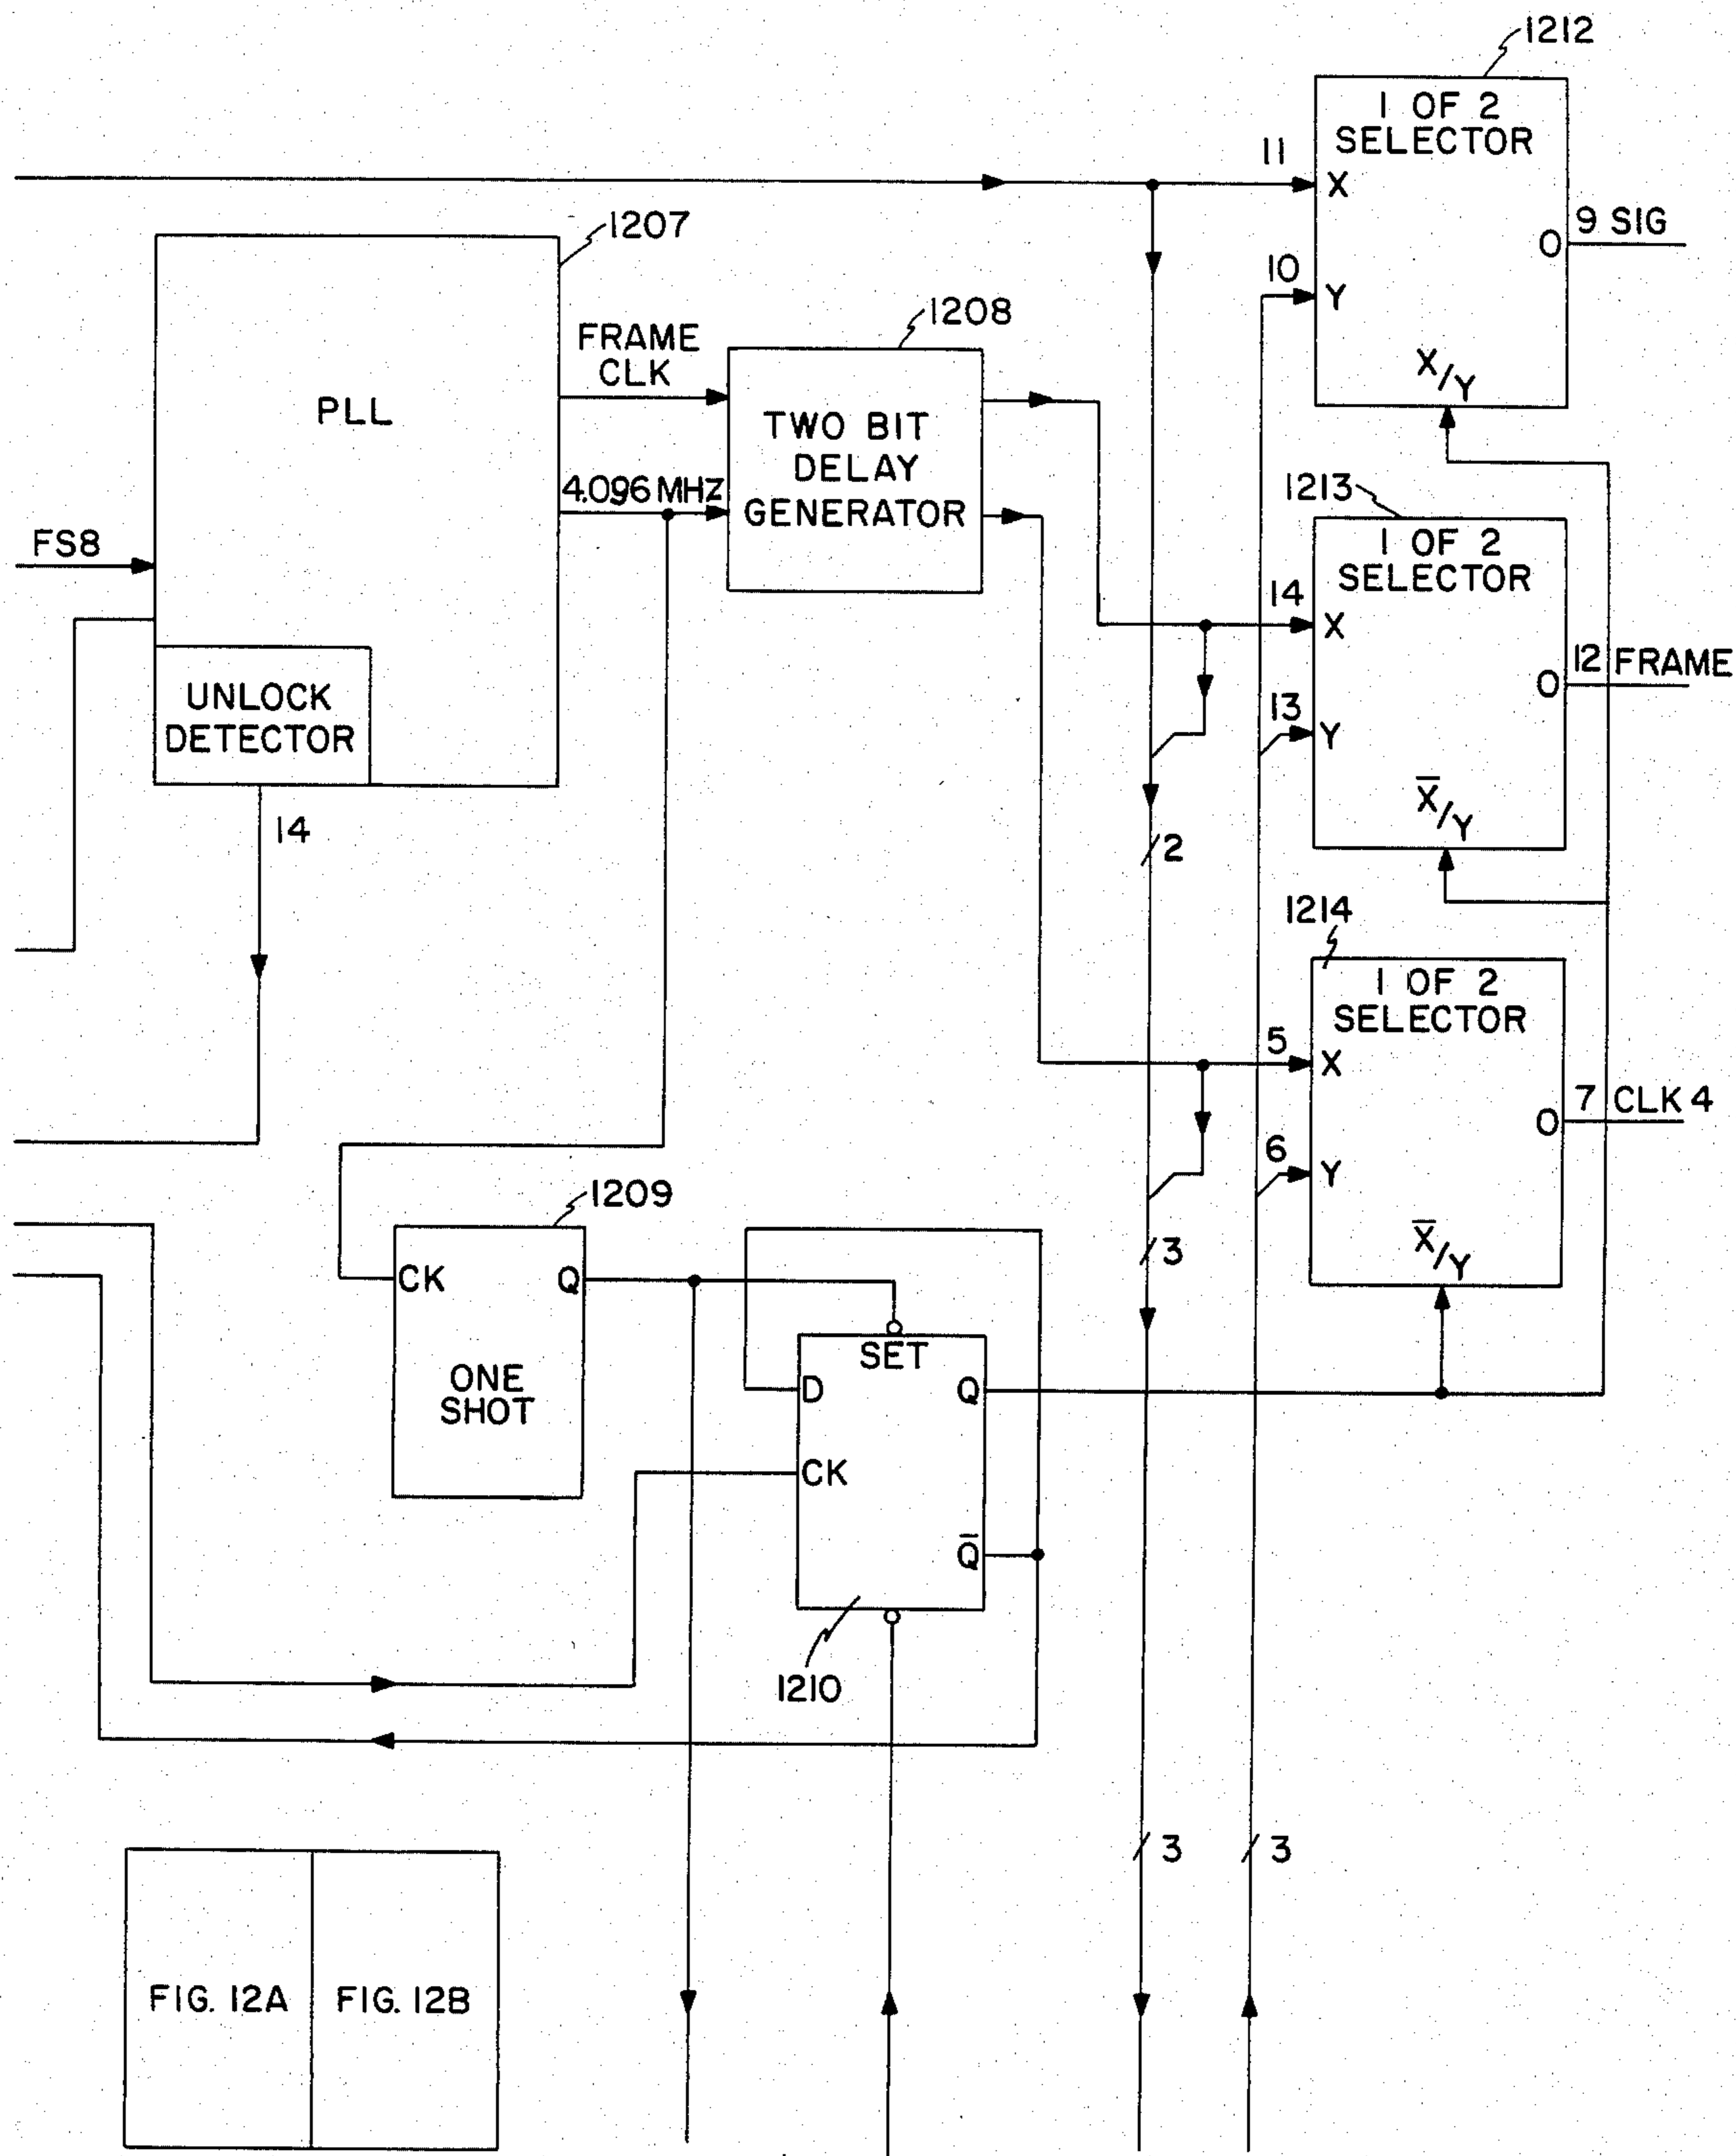 1212
1 OF 2
SELECTOR
11
X
9 SIG
O
10
Y
X/Y
1207
PLL
FRAME
CLK
4.096 MHZ
FS8
UNLOCK
DETECTOR
14
1208
TWO BIT
DELAY
GENERATOR
1213
1 OF 2
SELECTOR
14
X
12 FRAME
O
13
Y
X̅/Y
2
1214
1 OF 2
SELECTOR
5
X
7 CLK 4
O
6
Y
X̅/Y
3
1209
CK
Q
ONE
SHOT
SET
D
Q
CK
Q̅
1210
3
3
FIG. 12A
FIG. 12B